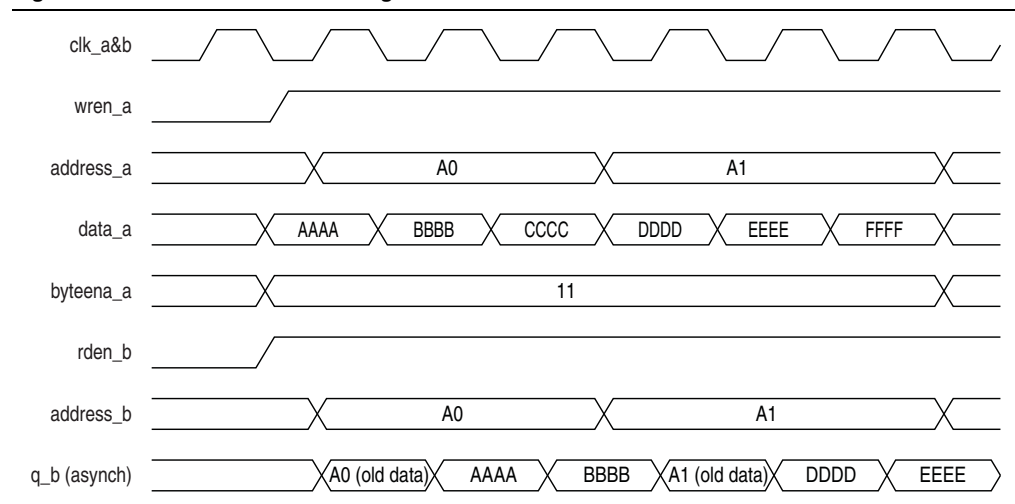 clk_a&b
wren_a
address_a A0 A1
data_a AAAA BBBB CCCC DDDD EEEE FFFF
byteena_a 11
rden_b
address_b A0 A1
q_b (asynch) A0 (old data) AAAA BBBB A1 (old data) DDDD EEEE